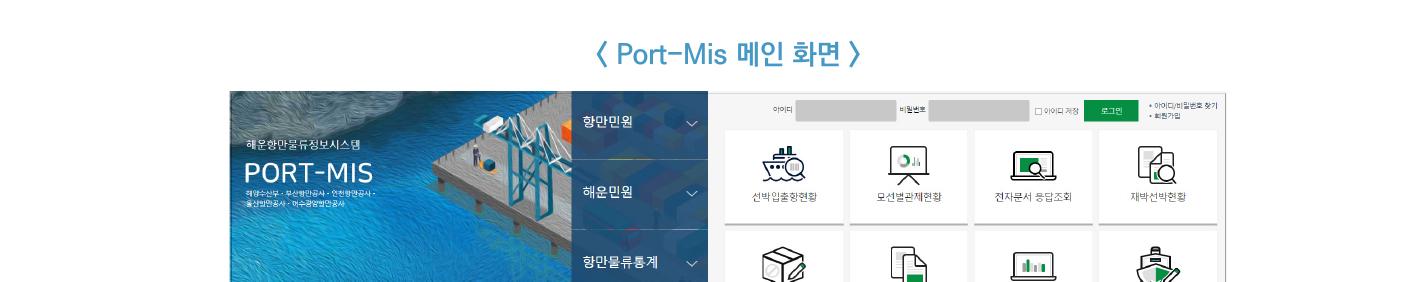 < Port-Mis 메인 화면 >
아이디 비밀번호 아이디 저장 로그인
• 아이디/비밀번호 찾기
• 회원가입
해운항만물류정보시스템
PORT-MIS
해양수산부 • 부산항만공사 • 인천항만공사 •
울산항만공사 • 여수광양항만공사
항만민원
해운민원
항만물류통계
선박입출항현황 모선별관제현황 전자문서 응답조회 재박선박현황